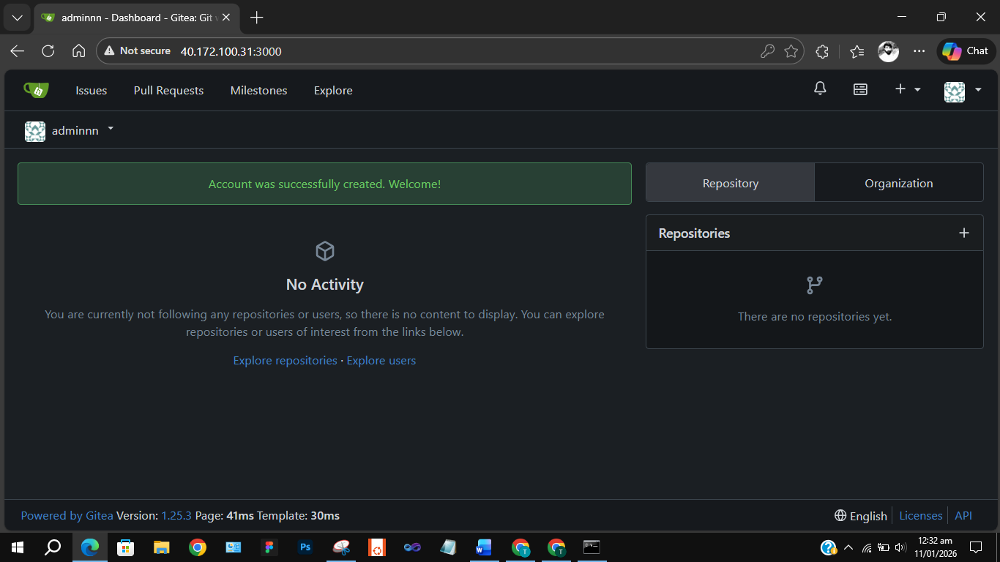 adminnn - Dashboard - Gitea: Git
Not secure 40.172.100.31:3000
Chat
Issues Pull Requests Milestones Explore
adminnn
Account was successfully created. Welcome!
Repository Organization
Repositories
No Activity
There are no repositories yet.
You are currently not following any repositories or users, so there is no content to display. You can explore
repositories or users of interest from the links below.
Explore repositories · Explore users
Powered by Gitea Version: 1.25.3 Page: 41ms Template: 30ms
English Licenses API
Ps
W
T
T
12:32 am
11/01/2026